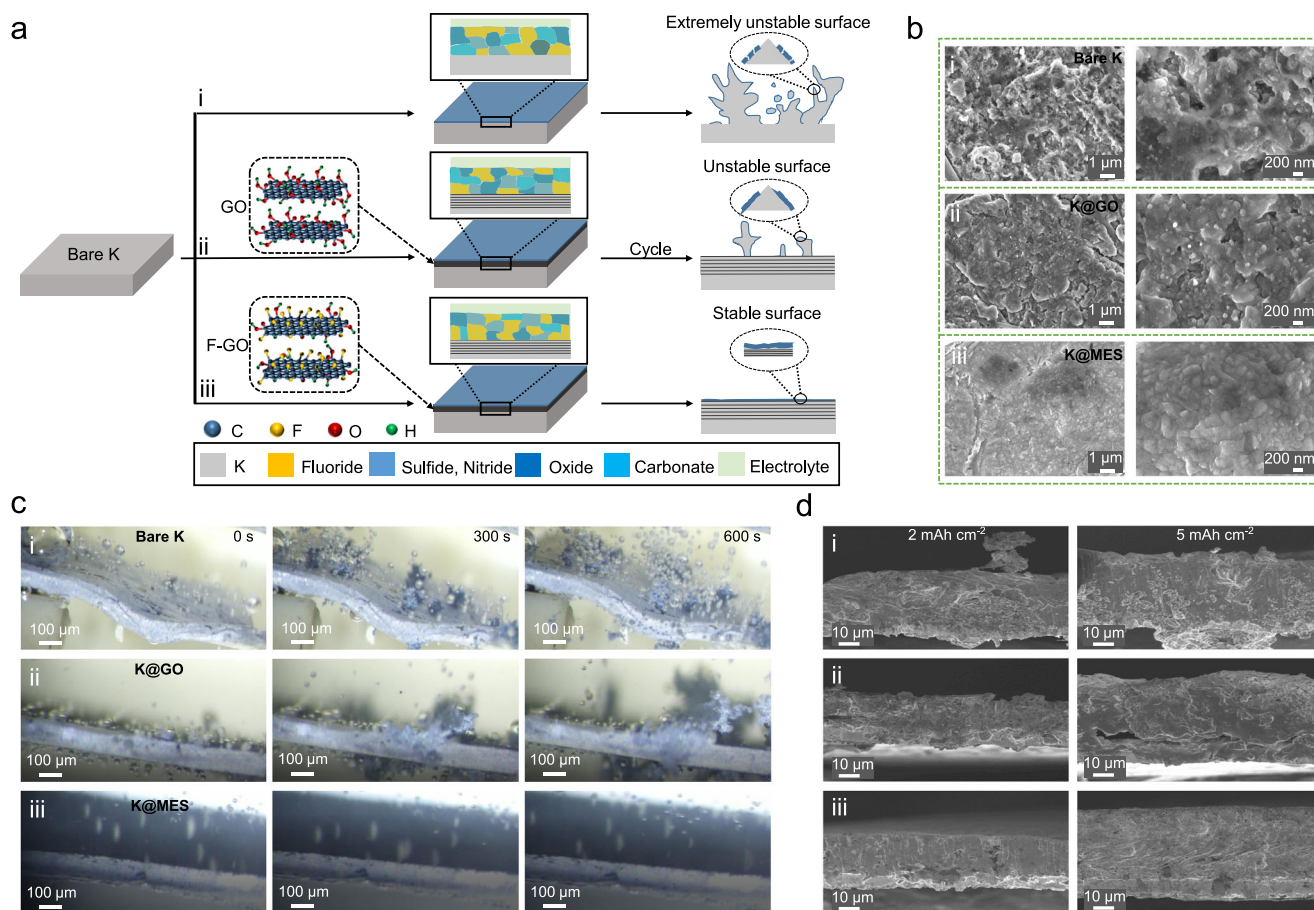 a
Extremely unstable surface
i
GO
Unstable surface
Bare K
ii
Cycle
Stable surface
F-GO
iii
C F O H
K Fluoride Sulfide, Nitride Oxide Carbonate Electrolyte
b
i Bare K
1 µm 200 nm
ii K@GO
1 µm 200 nm
iii K@MES
1 µm 200 nm
c
i Bare K 0 s 300 s 600 s
100 µm 100 µm 100 µm
ii K@GO
100 µm 100 µm 100 µm
iii K@MES
100 µm 100 µm 100 µm
d
i 2 mAh cm⁻² 5 mAh cm⁻²
10 µm 10 µm
ii
10 µm 10 µm
iii
10 µm 10 µm